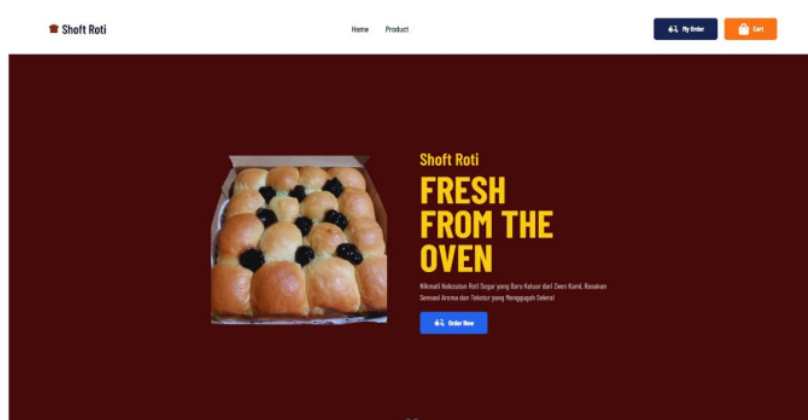 Shoft Roti
Home
Product
My Order
Cart
Shoft Roti
FRESH
FROM THE
OVEN
Nikmati Kelezatan Roti Segar yang Baru Keluar dari Oven Kami. Rasakan
Sensasi Aroma dan Tekstur yang Menggugah Selera!
Order Now